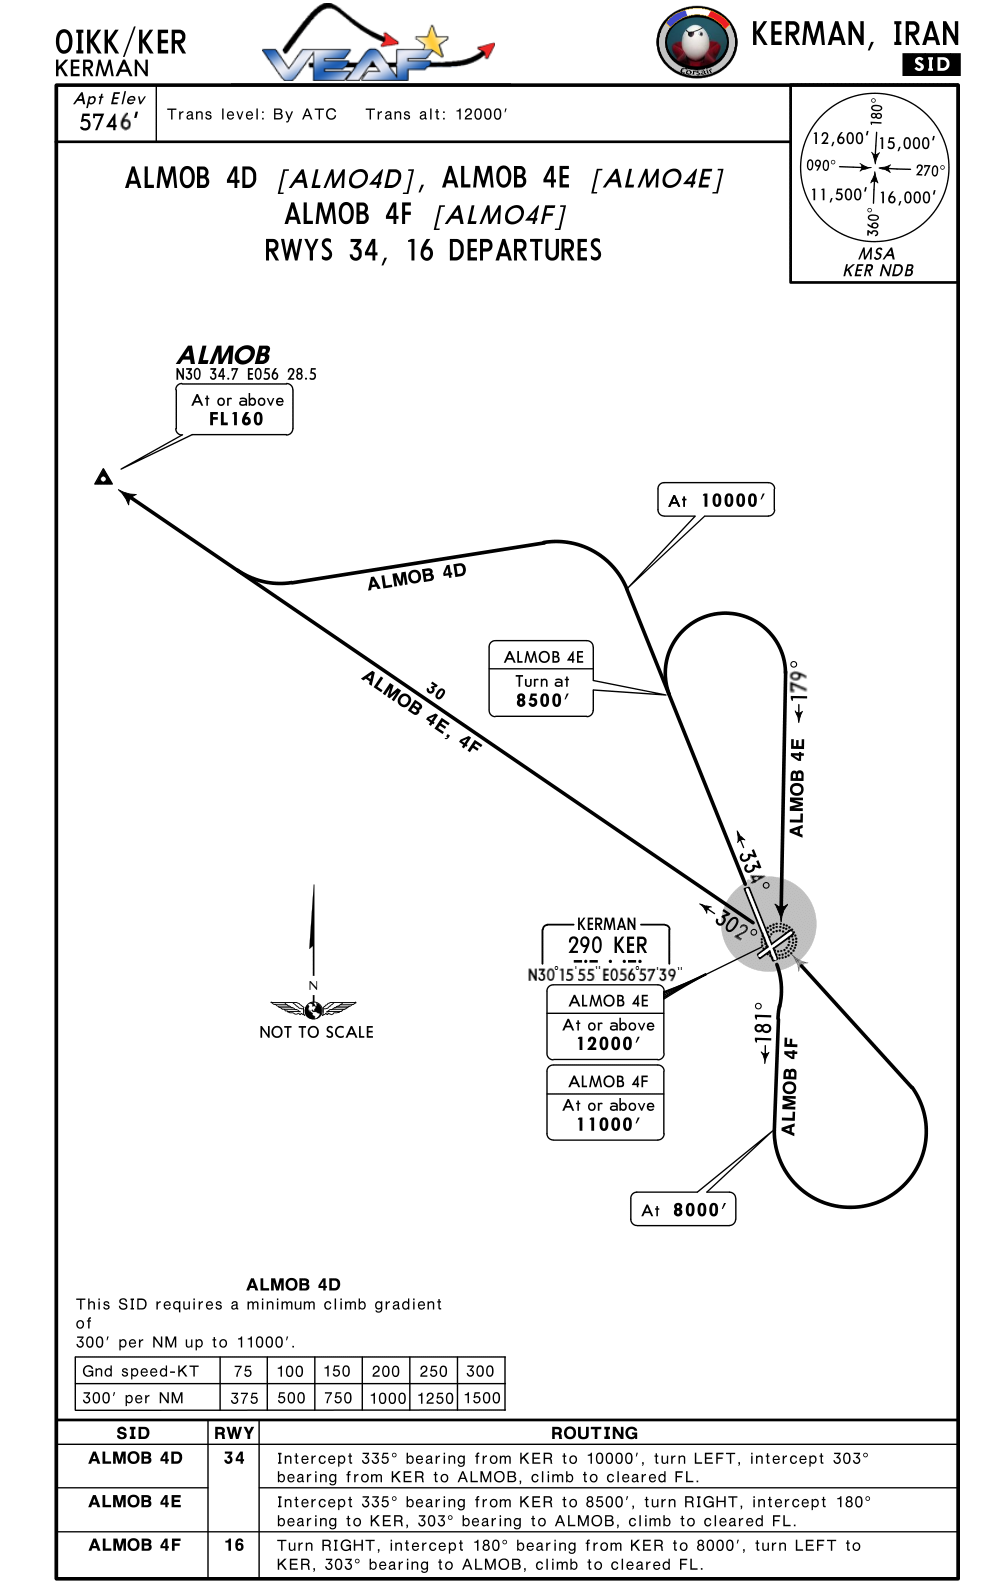 OIKK/KER
KERMAN
VEAF
corsair
KERMAN, IRAN
SID
Apt Elev
5746'
Trans level: By ATC Trans alt: 12000'
180°
12,600' 15,000'
090° 270°
11,500' 16,000'
360°
MSA
KER NDB
ALMOB 4D [ALMO4D], ALMOB 4E [ALMO4E]
ALMOB 4F [ALMO4F]
RWYS 34, 16 DEPARTURES
ALMOB
N30 34.7 E056 28.5
At or above
FL160
At 10000'
ALMOB 4D
ALMOB 4E
Turn at
8500'
179°
ALMOB 4E
30
ALMOB 4E, 4F
334°
302°
KERMAN
290 KER
N30°15'55"E056°57'39"
ALMOB 4E
At or above
12000'
ALMOB 4F
At or above
11000'
181°
ALMOB 4F
At 8000'
N
NOT TO SCALE
ALMOB 4D
This SID requires a minimum climb gradient
of
300' per NM up to 11000'.
Gnd speed-KT 75 100 150 200 250 300
300' per NM 375 500 750 1000 1250 1500
SID RWY ROUTING
ALMOB 4D 34 Intercept 335° bearing from KER to 10000', turn LEFT, intercept 303°
bearing from KER to ALMOB, climb to cleared FL.
ALMOB 4E Intercept 335° bearing from KER to 8500', turn RIGHT, intercept 180°
bearing to KER, 303° bearing to ALMOB, climb to cleared FL.
ALMOB 4F 16 Turn RIGHT, intercept 180° bearing from KER to 8000', turn LEFT to
KER, 303° bearing to ALMOB, climb to cleared FL.